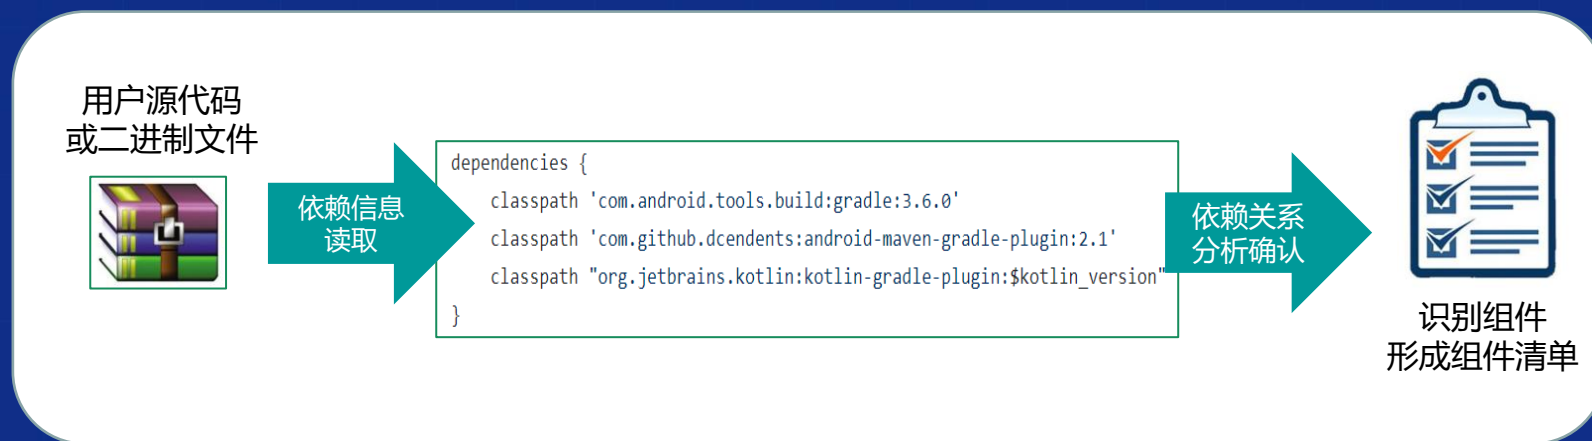 用户源代码
或二进制文件
依赖信息
读取
dependencies {
classpath 'com.android.tools.build:gradle:3.6.0'
classpath 'com.github.dcendents:android-maven-gradle-plugin:2.1'
classpath "org.jetbrains.kotlin:kotlin-gradle-plugin:$kotlin_version"
}
依赖关系
分析确认
识别组件
形成组件清单